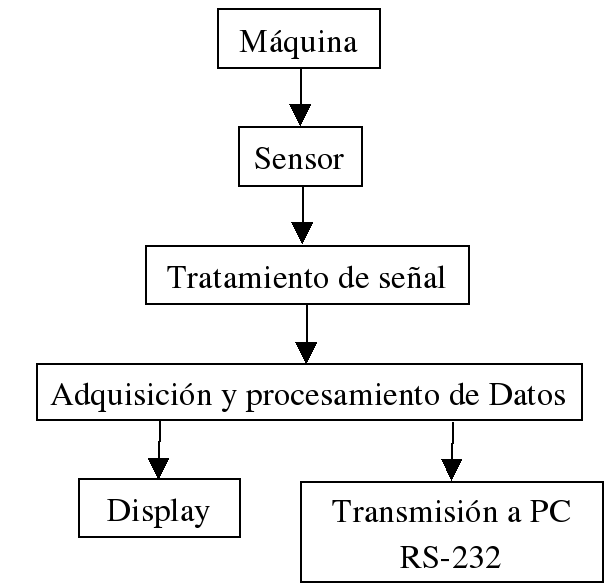 Máquina
Sensor
Tratamiento de señal
Adquisición y procesamiento de Datos
Display
Transmisión a PC
RS-232